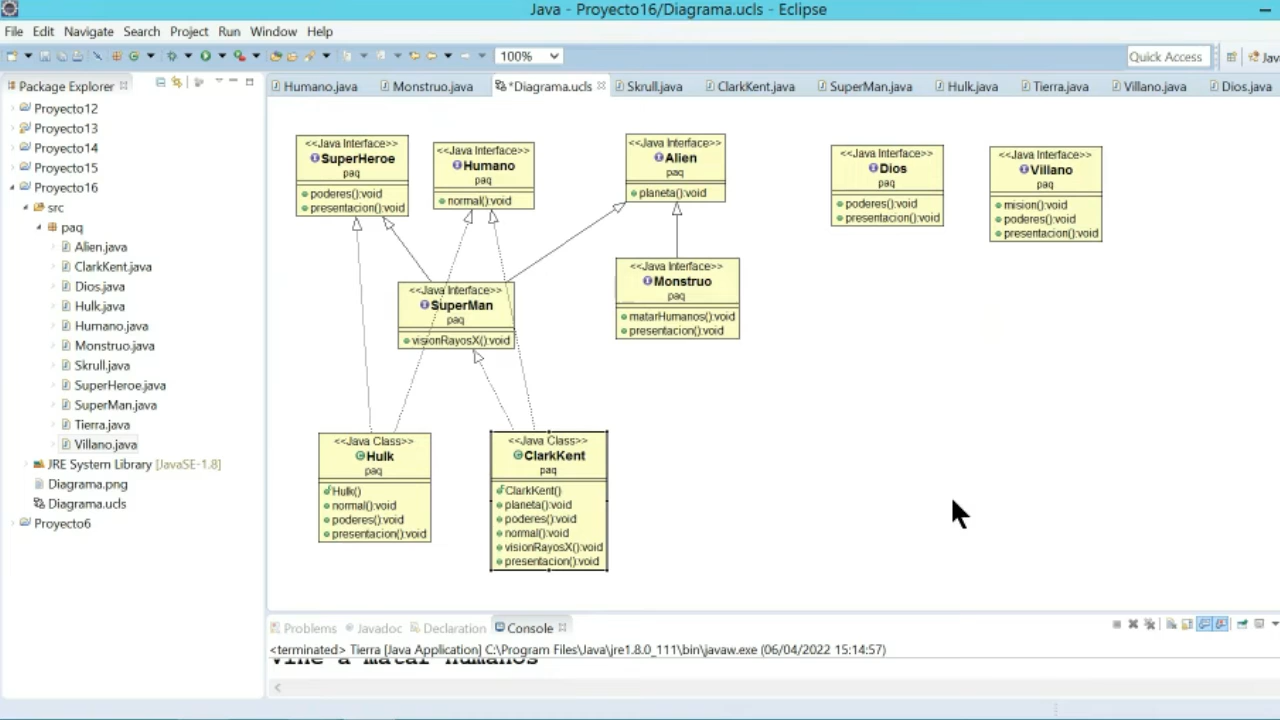 Java - Proyecto16/Diagrama.ucls - Eclipse
File Edit Navigate Search Project Run Window Help
100%
Quick Access
Jav
Package Explorer
Humano.java
Monstruo.java
*Diagrama.ucls
Skrull.java
ClarkKent.java
SuperMan.java
Hulk.java
Tierra.java
Villano.java
Dios.java
Proyecto12
Proyecto13
Proyecto14
Proyecto15
Proyecto16
src
paq
Alien.java
ClarkKent.java
Dios.java
Hulk.java
Humano.java
Monstruo.java
Skrull.java
SuperHeroe.java
SuperMan.java
Tierra.java
Villano.java
JRE System Library [JavaSE-1.8]
Diagrama.png
Diagrama.ucls
Proyecto6
<<Java Interface>>
SuperHeroe
paq
poderes():void
presentacion():void
<<Java Interface>>
Humano
paq
normal():void
<<Java Interface>>
Alien
paq
planeta():void
<<Java Interface>>
Dios
paq
poderes():void
presentacion():void
<<Java Interface>>
Villano
paq
mision():void
poderes():void
presentacion():void
<<Java Interface>>
SuperMan
paq
visionRayosX():void
<<Java Interface>>
Monstruo
paq
matarHumanos():void
presentacion():void
<<Java Class>>
Hulk
paq
Hulk()
normal():void
poderes():void
presentacion():void
<<Java Class>>
ClarkKent
paq
ClarkKent()
planeta():void
poderes():void
normal():void
visionRayosX():void
presentacion():void
Problems Javadoc Declaration Console
<terminated> Tierra [Java Application] C:\Program Files\Java\jre1.8.0_111\bin\javaw.exe (06/04/2022 15:14:57)
vine a matar humanos